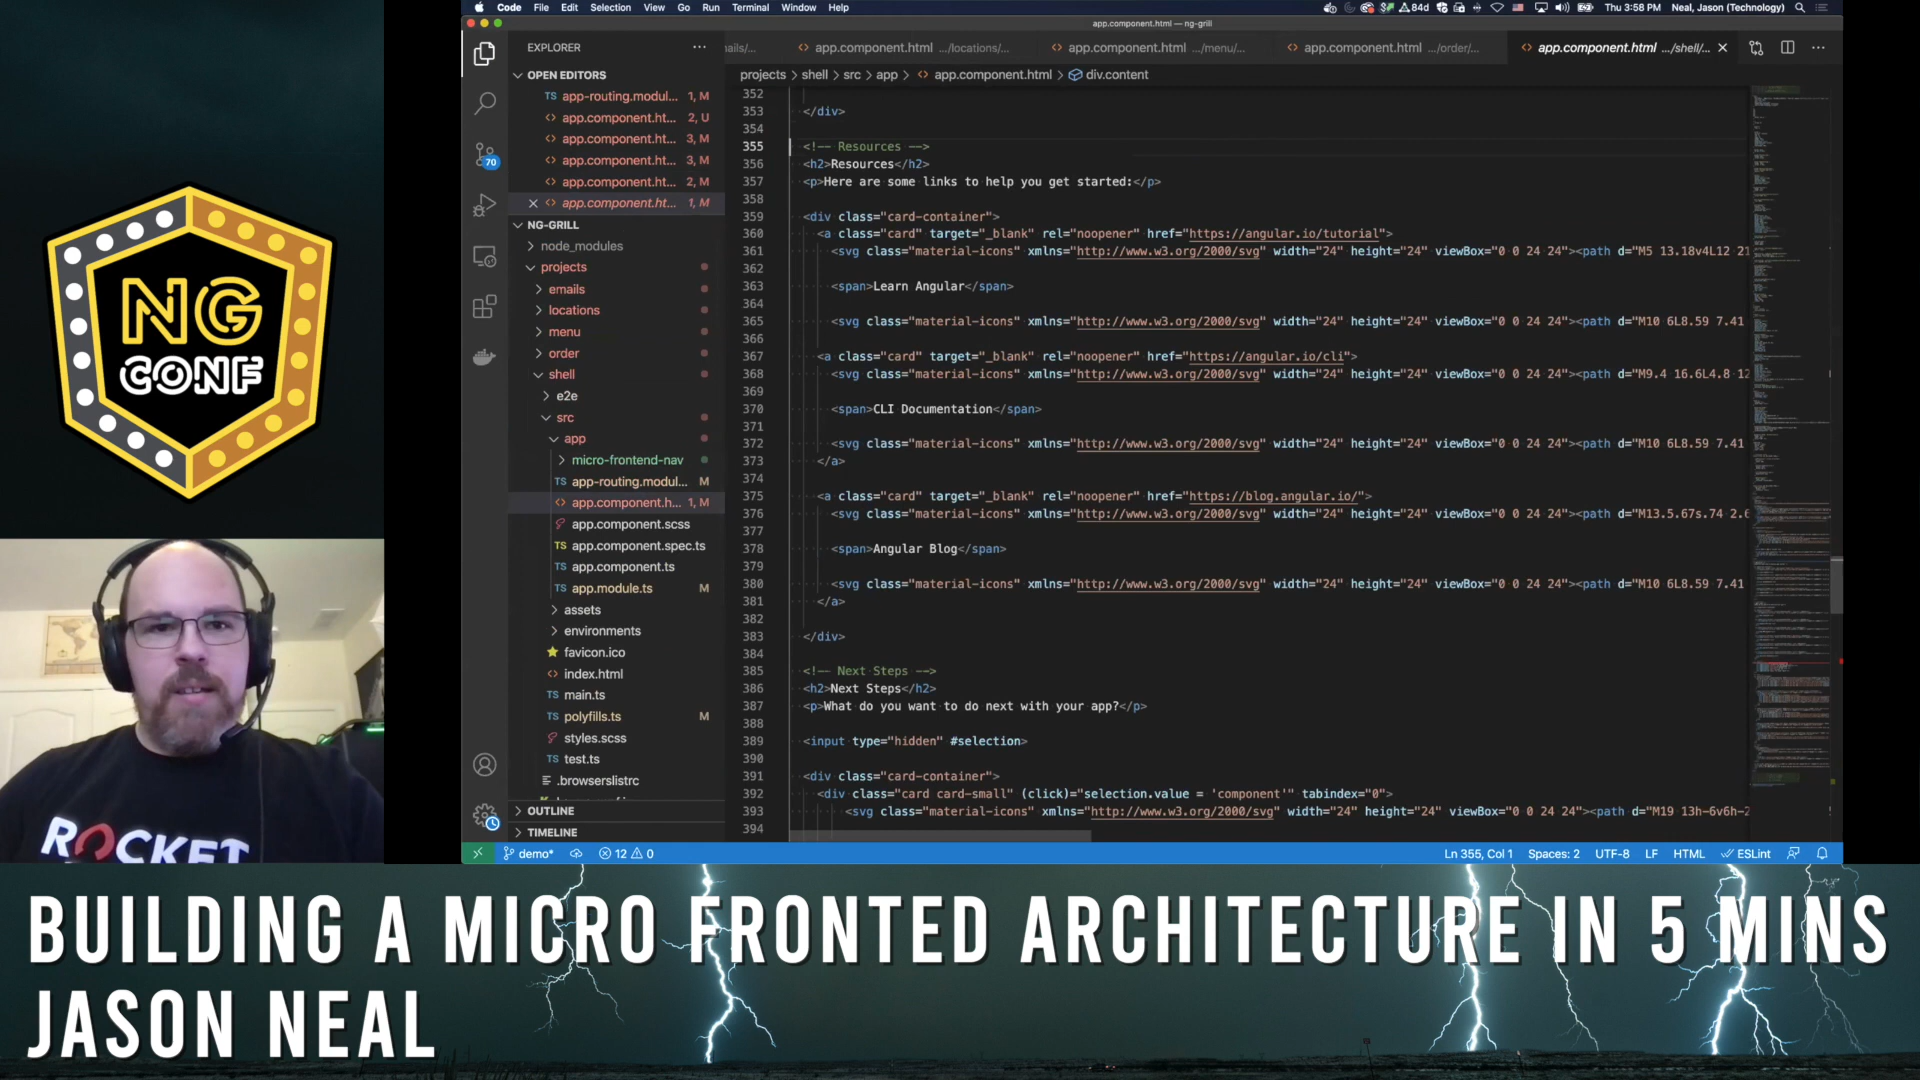 Code File Edit Selection View Go Run Terminal Window Help
84d Thu 3:58 PM Neal, Jason (Technology)
app.component.html — ng-grill
EXPLORER
OPEN EDITORS
TS app-routing.modul... 1, M
app.component.ht... 2, U
app.component.ht... 3, M
app.component.ht... 3, M
app.component.ht... 2, M
app.component.ht... 1, M
NG-GRILL
node_modules
projects
emails
locations
menu
order
shell
e2e
src
app
micro-frontend-nav
TS app-routing.modul... M
app.component.h... 1, M
app.component.scss
TS app.component.spec.ts
TS app.component.ts
TS app.module.ts M
assets
environments
favicon.ico
index.html
TS main.ts
TS polyfills.ts M
styles.scss
TS test.ts
.browserslistrc
OUTLINE
TIMELINE
70
nails/... app.component.html .../locations/... app.component.html .../menu/... app.component.html .../order/... app.component.html .../shell/...
projects > shell > src > app > app.component.html > div.content
352
353 </div>
354
355 <!-- Resources -->
356 <h2>Resources</h2>
357 <p>Here are some links to help you get started:</p>
358
359 <div class="card-container">
360 <a class="card" target="_blank" rel="noopener" href="https://angular.io/tutorial">
361 <svg class="material-icons" xmlns="http://www.w3.org/2000/svg" width="24" height="24" viewBox="0 0 24 24"><path d="M5 13.18v4L12 21
362
363 <span>Learn Angular</span>
364
365 <svg class="material-icons" xmlns="http://www.w3.org/2000/svg" width="24" height="24" viewBox="0 0 24 24"><path d="M10 6L8.59 7.41
366
367 <a class="card" target="_blank" rel="noopener" href="https://angular.io/cli">
368 <svg class="material-icons" xmlns="http://www.w3.org/2000/svg" width="24" height="24" viewBox="0 0 24 24"><path d="M9.4 16.6L4.8 12
369
370 <span>CLI Documentation</span>
371
372 <svg class="material-icons" xmlns="http://www.w3.org/2000/svg" width="24" height="24" viewBox="0 0 24 24"><path d="M10 6L8.59 7.41
373 </a>
374
375 <a class="card" target="_blank" rel="noopener" href="https://blog.angular.io/">
376 <svg class="material-icons" xmlns="http://www.w3.org/2000/svg" width="24" height="24" viewBox="0 0 24 24"><path d="M13.5.67s.74 2.6
377
378 <span>Angular Blog</span>
379
380 <svg class="material-icons" xmlns="http://www.w3.org/2000/svg" width="24" height="24" viewBox="0 0 24 24"><path d="M10 6L8.59 7.41
381 </a>
382
383 </div>
384
385 <!-- Next Steps -->
386 <h2>Next Steps</h2>
387 <p>What do you want to do next with your app?</p>
388
389 <input type="hidden" #selection>
390
391 <div class="card-container">
392 <div class="card card-small" (click)="selection.value = 'component'" tabindex="0">
393 <svg class="material-icons" xmlns="http://www.w3.org/2000/svg" width="24" height="24" viewBox="0 0 24 24"><path d="M19 13h-6v6h-2
394
demo* 12 0 Ln 355, Col 1 Spaces: 2 UTF-8 LF HTML ESLint
NG
CONF
ROCKET
BUILDING A MICRO FRONTED ARCHITECTURE IN 5 MINS
JASON NEAL